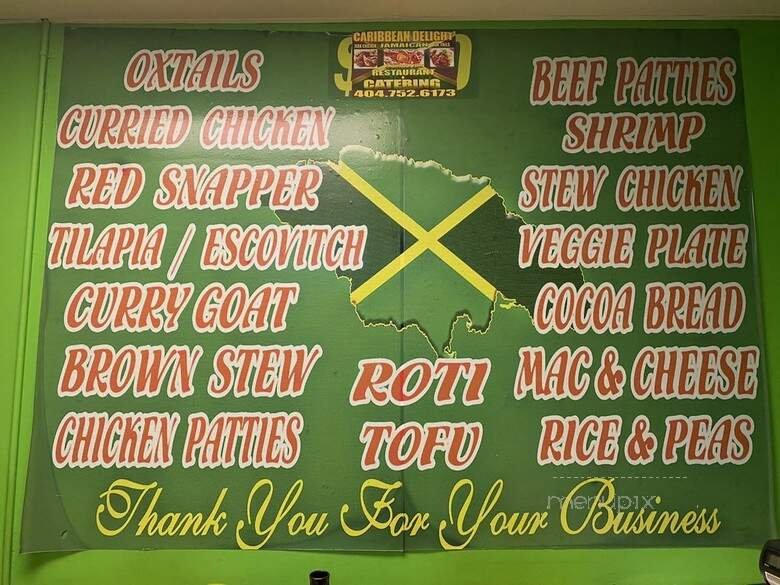 CARIBBEAN DELIGHT
JAMAICAN
RESTAURANT
CATERING
404.752.6173
OXTAILS
CURRIED CHICKEN
RED SNAPPER
TILAPIA / ESCOVITCH
CURRY GOAT
BROWN STEW
CHICKEN PATTIES
ROTI
TOFU
BEEF PATTIES
SHRIMP
STEW CHICKEN
VEGGIE PLATE
COCOA BREAD
MAC & CHEESE
RICE & PEAS
Thank You For Your Business
menupix